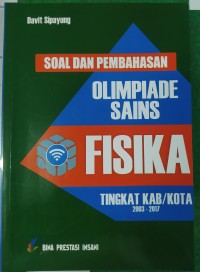 Davit Sipayung
SOAL DAN PEMBAHASAN
OLIMPIADE
SAINS
FISIKA
TINGKAT KAB/KOTA
2003 - 2017
BINA PRESTASI INSANI